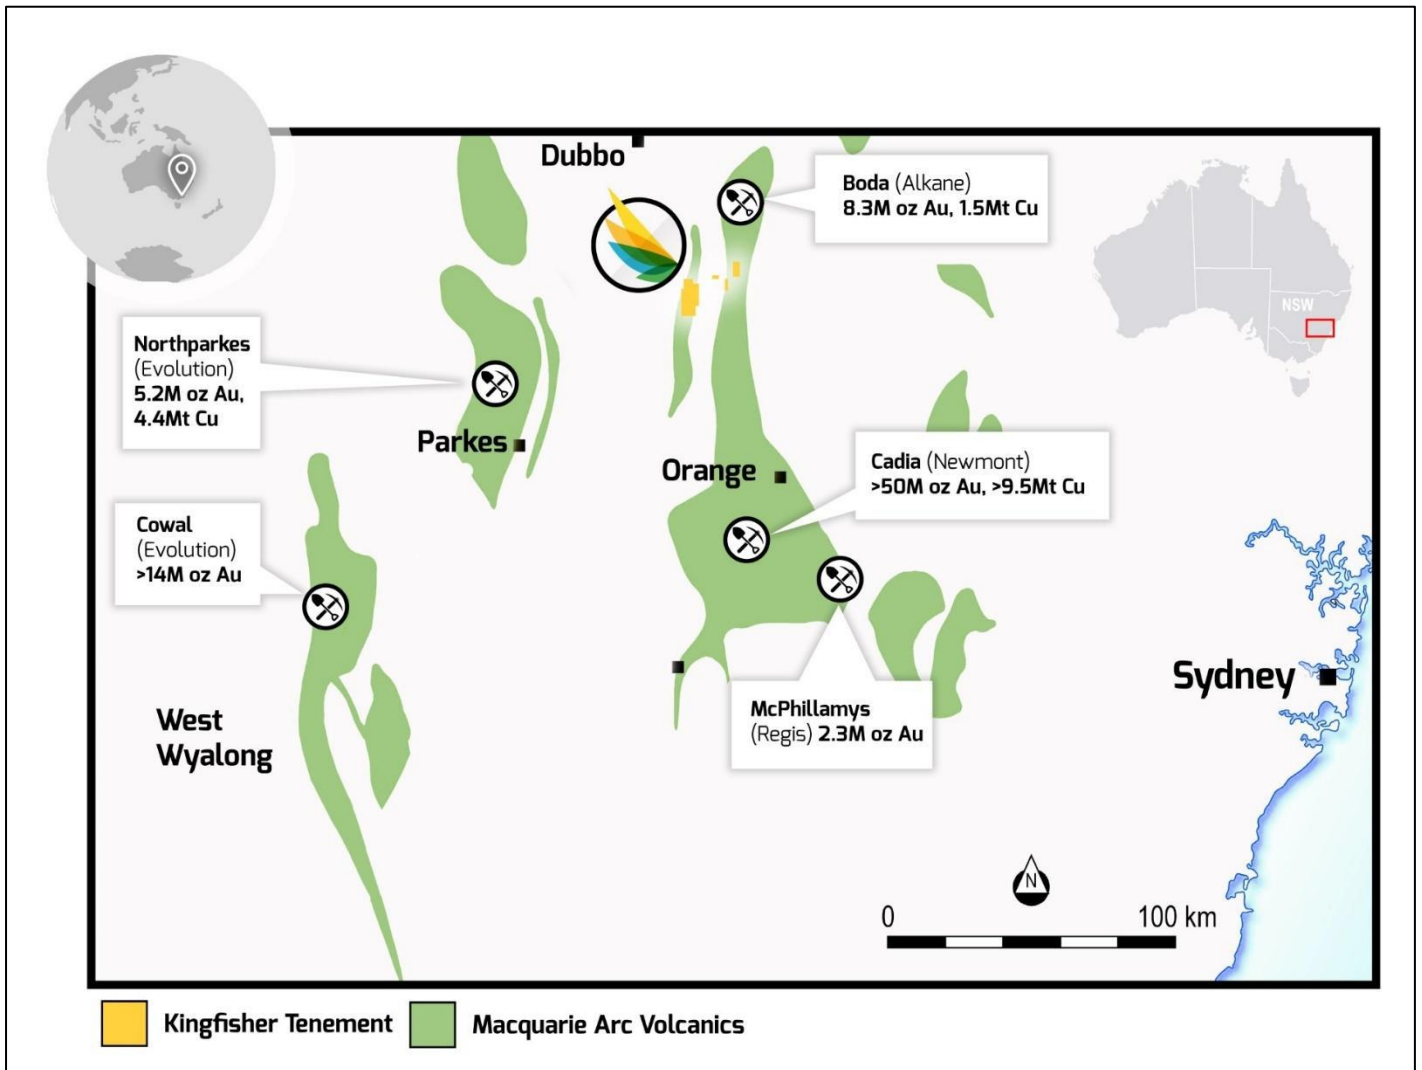 Dubbo
Boda (Alkane)
8.3M oz Au, 1.5Mt Cu
NSW
Northparkes
(Evolution)
5.2M oz Au,
4.4Mt Cu
Parkes
Orange
Cadia (Newmont)
>50M oz Au, >9.5Mt Cu
Cowal
(Evolution)
>14M oz Au
West
Wyalong
McPhillamys
(Regis) 2.3M oz Au
Sydney
N
0
100 km
Kingfisher Tenement
Macquarie Arc Volcanics